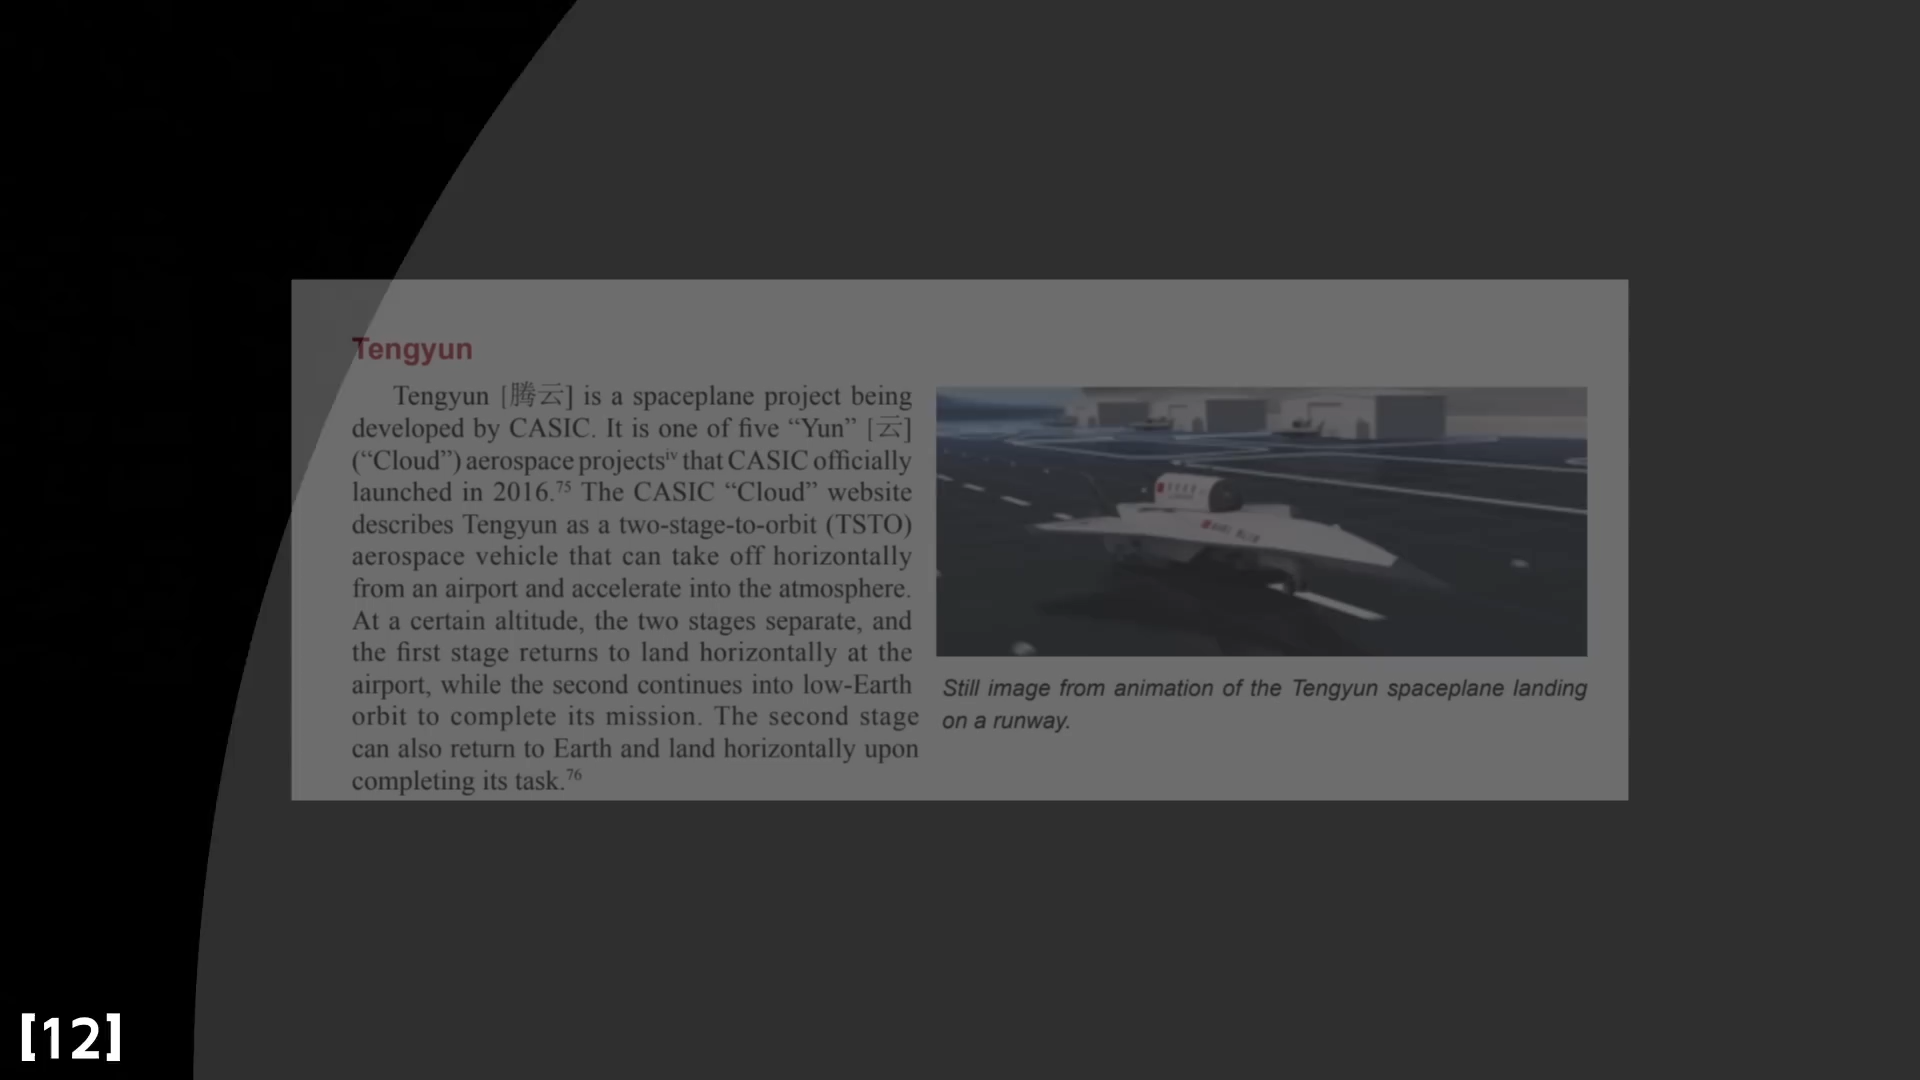 Tengyun
Tengyun [腾云] is a spaceplane project being
developed by CASIC. It is one of five “Yun” [云]
(“Cloud”) aerospace projectsiv that CASIC officially
launched in 2016.75 The CASIC “Cloud” website
describes Tengyun as a two-stage-to-orbit (TSTO)
aerospace vehicle that can take off horizontally
from an airport and accelerate into the atmosphere.
At a certain altitude, the two stages separate, and
the first stage returns to land horizontally at the
airport, while the second continues into low-Earth
orbit to complete its mission. The second stage
can also return to Earth and land horizontally upon
completing its task.76
Still image from animation of the Tengyun spaceplane landing
on a runway.
[12]